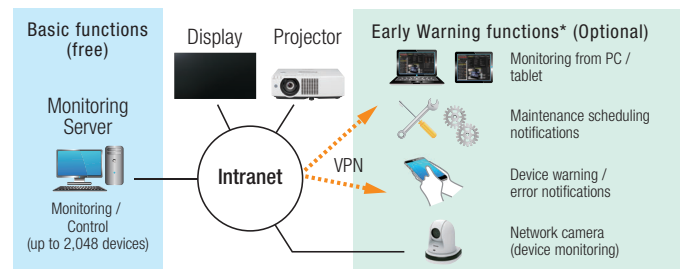 Basic functions
(free)
Monitoring
Server
Monitoring /
Control
(up to 2,048 devices)
Display
Projector
Intranet
VPN
Early Warning functions* (Optional)
Monitoring from PC /
tablet
Maintenance scheduling
notifications
Device warning /
error notifications
Network camera
(device monitoring)